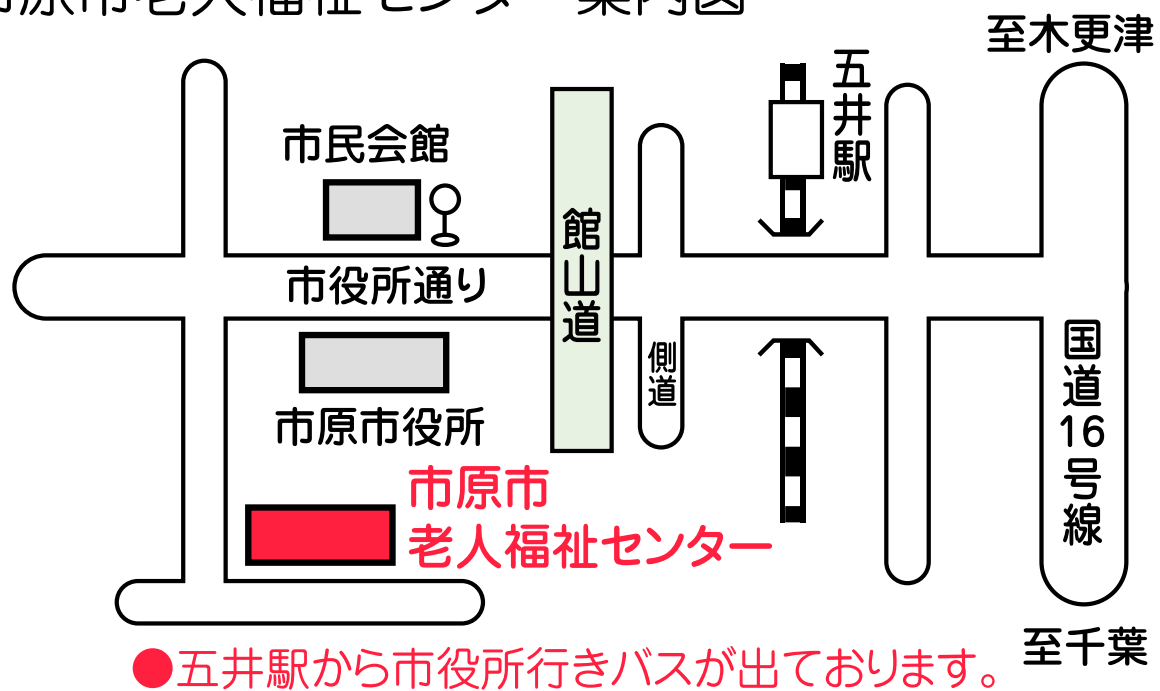 市原市老人福祉センター案内図
至木更津
五井駅
市民会館
館山道
市役所通り
側道
国道16号線
市原市役所
市原市
老人福祉センター
至千葉
●五井駅から市役所行きバスが出ております。